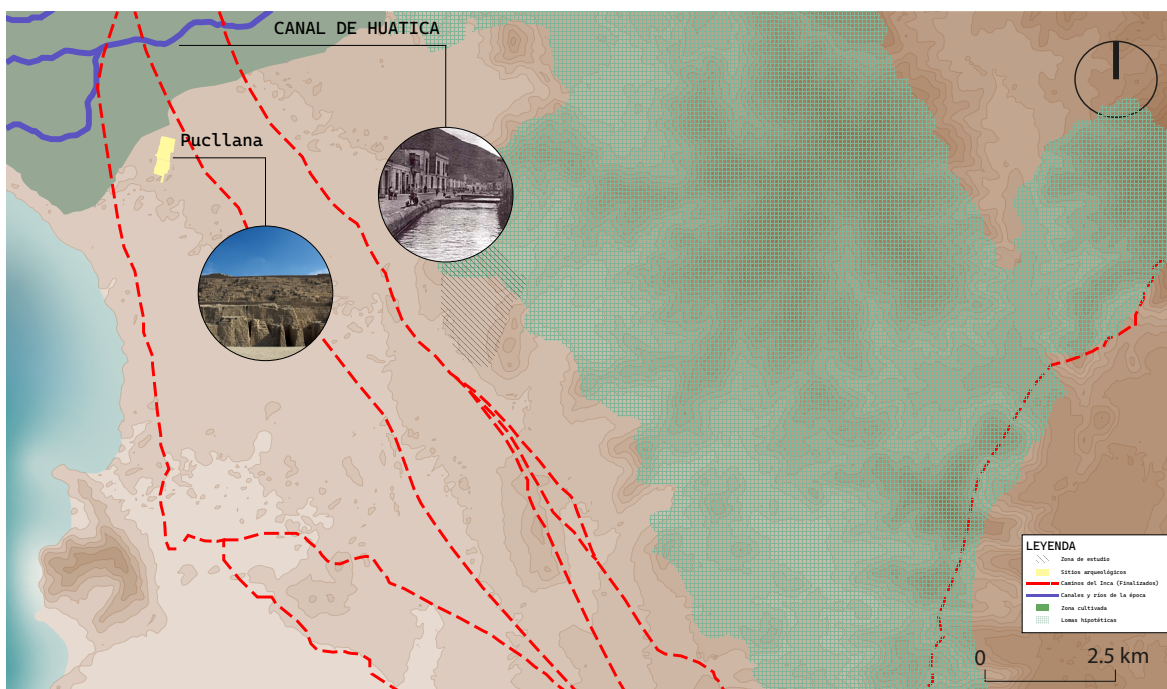 CANAL DE HUATICA
Pucllana
LEYENDA
Zona de estudio
Sitios arqueológicos
Caminos del Inca (Finalizados)
Canales y ríos de la época
Zona cultivada
Lomas hipotéticas
0
2.5 km